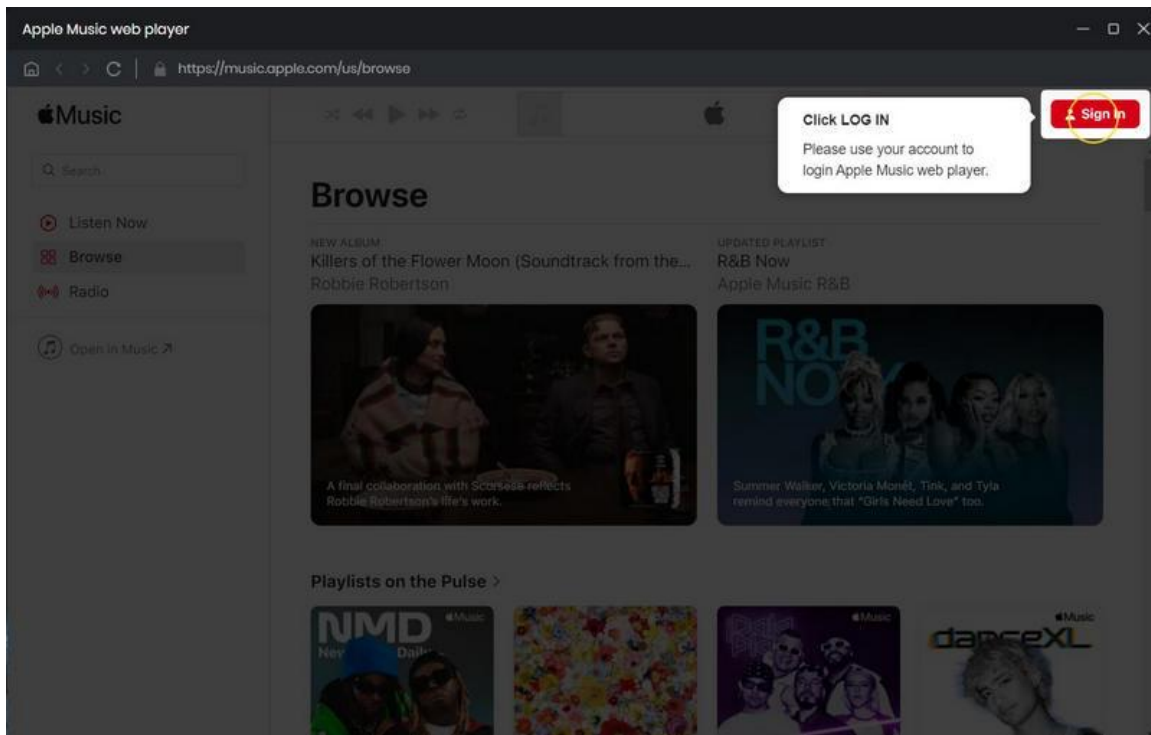 Apple Music web player
https://music.apple.com/us/browse
Music
Click LOG IN
Please use your account to
login Apple Music web player.
Sign In
Search
Listen Now
Browse
Radio
Open in Music
Browse
NEW ALBUM
Killers of the Flower Moon (Soundtrack from the...
Robbie Robertson
A final collaboration with Scorsese reflects
Robbie Robertson's life's work.
UPDATED PLAYLIST
R&B Now
Apple Music R&B
R&B
NOW
Summer Walker, Victoria Monét, Tink, and Tyla
remind everyone that "Girls Need Love" too.
Playlists on the Pulse >
Music
NMD
New
Daily
Music
Music
danceXL